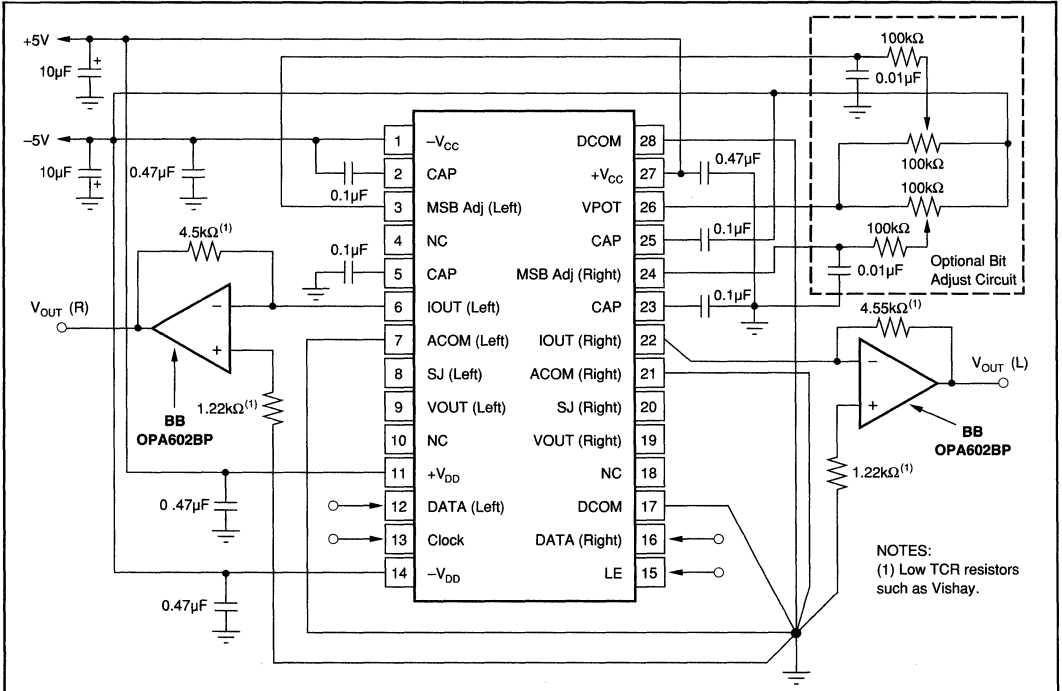 +5V
10µF
+
100kΩ
0.01µF
–5V
10µF
+
0.47µF
0.1µF
0.47µF
100kΩ
100kΩ
0.1µF
100kΩ
0.01µF
Optional Bit
Adjust Circuit
1 –VCC
2 CAP
3 MSB Adj (Left)
4 NC
5 CAP
6 IOUT (Left)
7 ACOM (Left)
8 SJ (Left)
9 VOUT (Left)
10 NC
11 +VDD
12 DATA (Left)
13 Clock
14 –VDD
DCOM 28
+VCC 27
VPOT 26
CAP 25
MSB Adj (Right) 24
CAP 23
IOUT (Right) 22
ACOM (Right) 21
SJ (Right) 20
VOUT (Right) 19
NC 18
DCOM 17
DATA (Right) 16
LE 15
4.5kΩ(1)
0.1µF
VOUT (R)
–
+
BB
OPA602BP
1.22kΩ(1)
0 .47µF
0.47µF
0.1µF
4.55kΩ(1)
–
+
VOUT (L)
BB
OPA602BP
1.22kΩ(1)
NOTES:
(1) Low TCR resistors
such as Vishay.